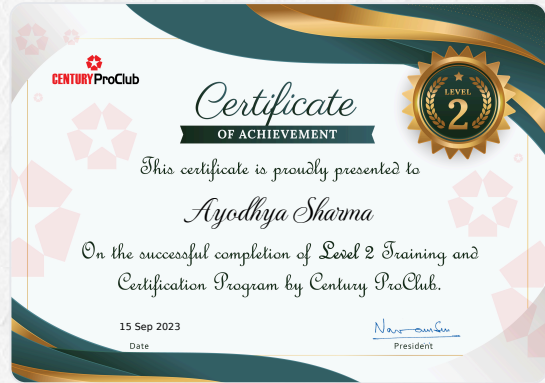 CENTURY ProClub
Certificate
OF ACHIEVEMENT
LEVEL
2
This certificate is proudly presented to
Ayodhya Sharma
On the successful completion of Level 2 Training and
Certification Program by Century ProClub.
15 Sep 2023
Date
President